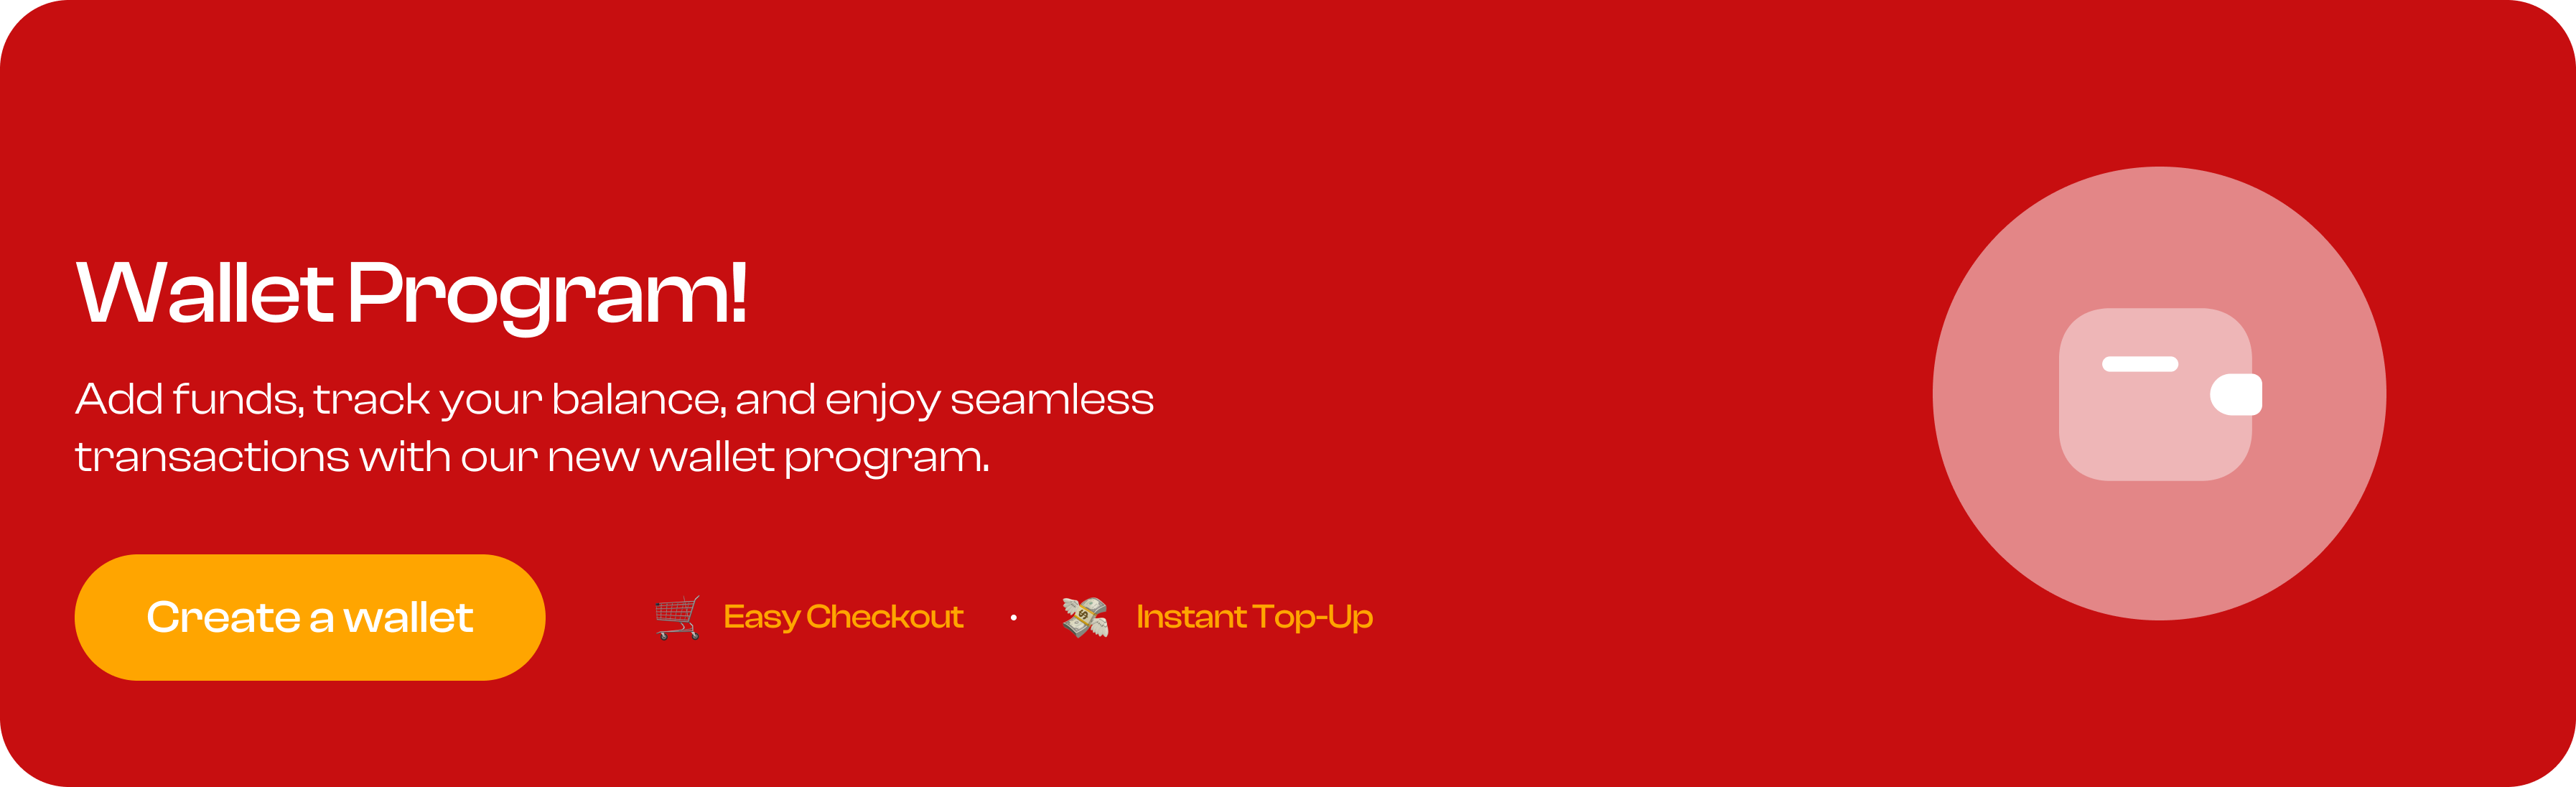 Wallet Program!
Add funds, track your balance, and enjoy seamless
transactions with our new wallet program.
Create a wallet
🛒 Easy Checkout • 💸 Instant Top-Up